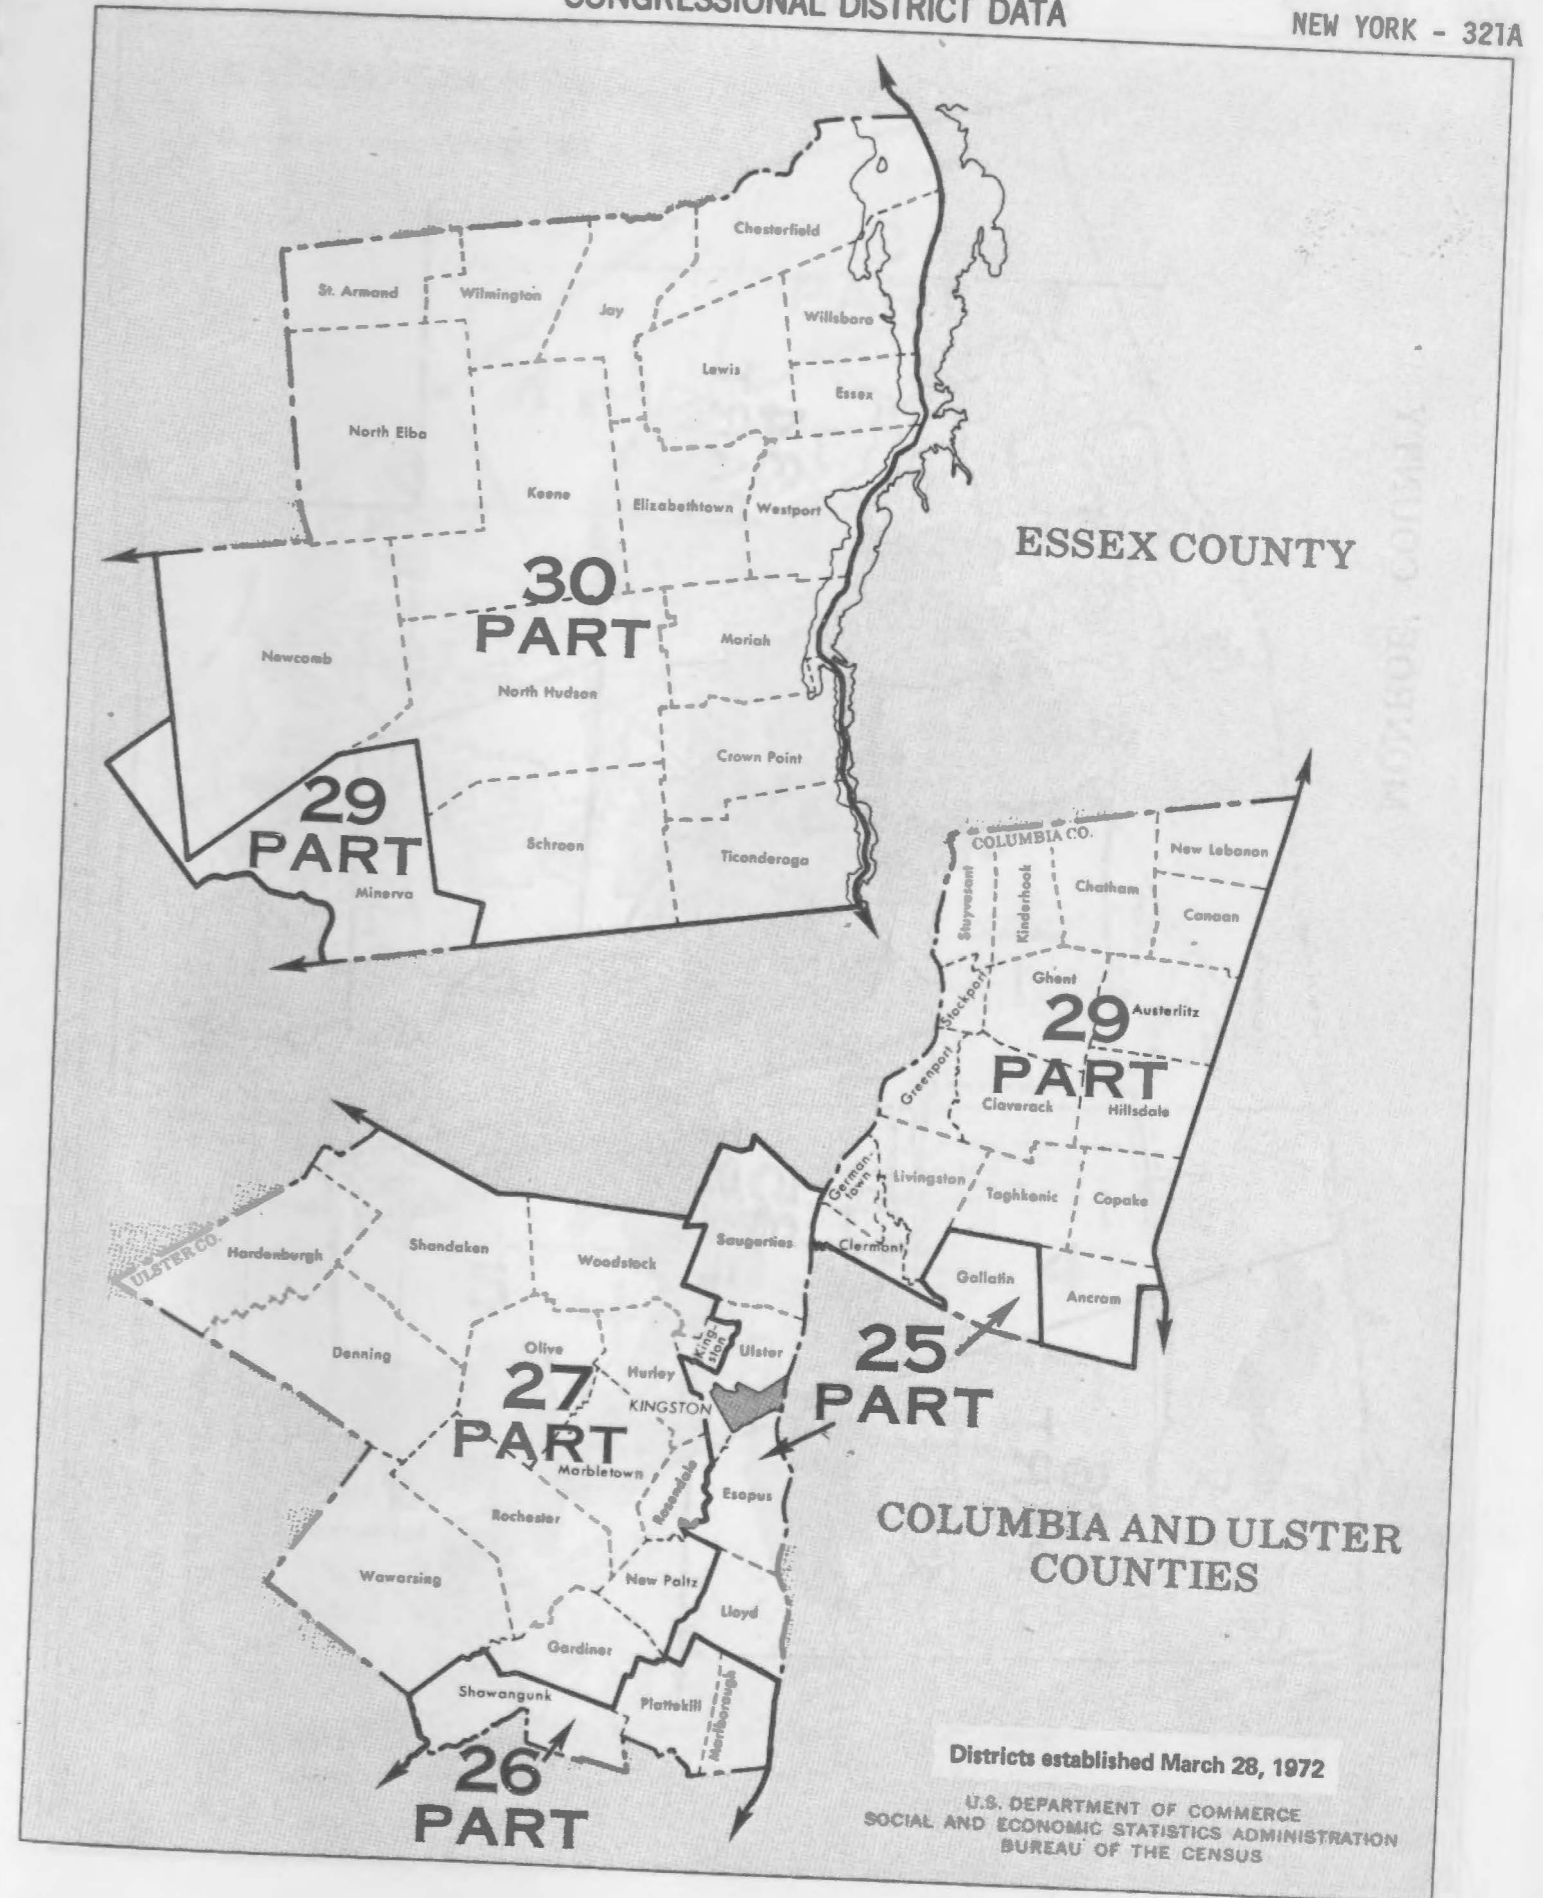 CONGRESSIONAL DISTRICT DATA
NEW YORK - 321A
Chesterfield
St. Armand
Wilmington
Jay
Willsboro
Lewis
Essex
North Elba
Keene
Elizabethtown
Westport
ESSEX COUNTY
30
PART
Newcomb
Moriah
North Hudson
Crown Point
29
PART
Minerva
Schroon
Ticonderoga
COLUMBIA CO.
New Lebanon
Stuyvesant
Kinderhook
Chatham
Canaan
Ghent
Stockport
29
PART
Austerlitz
Greenport
Claverack
Hillsdale
German-
town
Livingston
Taghkanic
Copake
Clermont
Gallatin
Ancram
ULSTER CO.
Hardenburgh
Shandaken
Woodstock
Saugerties
Denning
Olive
Hurley
King-
ston
Ulster
25
PART
27
PART
KINGSTON
Marbletown
Rosendale
Esopus
Rochester
COLUMBIA AND ULSTER
COUNTIES
Wawarsing
New Paltz
Lloyd
Gardiner
Shawangunk
Plattekill
Marlborough
26
PART
Districts established March 28, 1972
U.S. DEPARTMENT OF COMMERCE
SOCIAL AND ECONOMIC STATISTICS ADMINISTRATION
BUREAU OF THE CENSUS